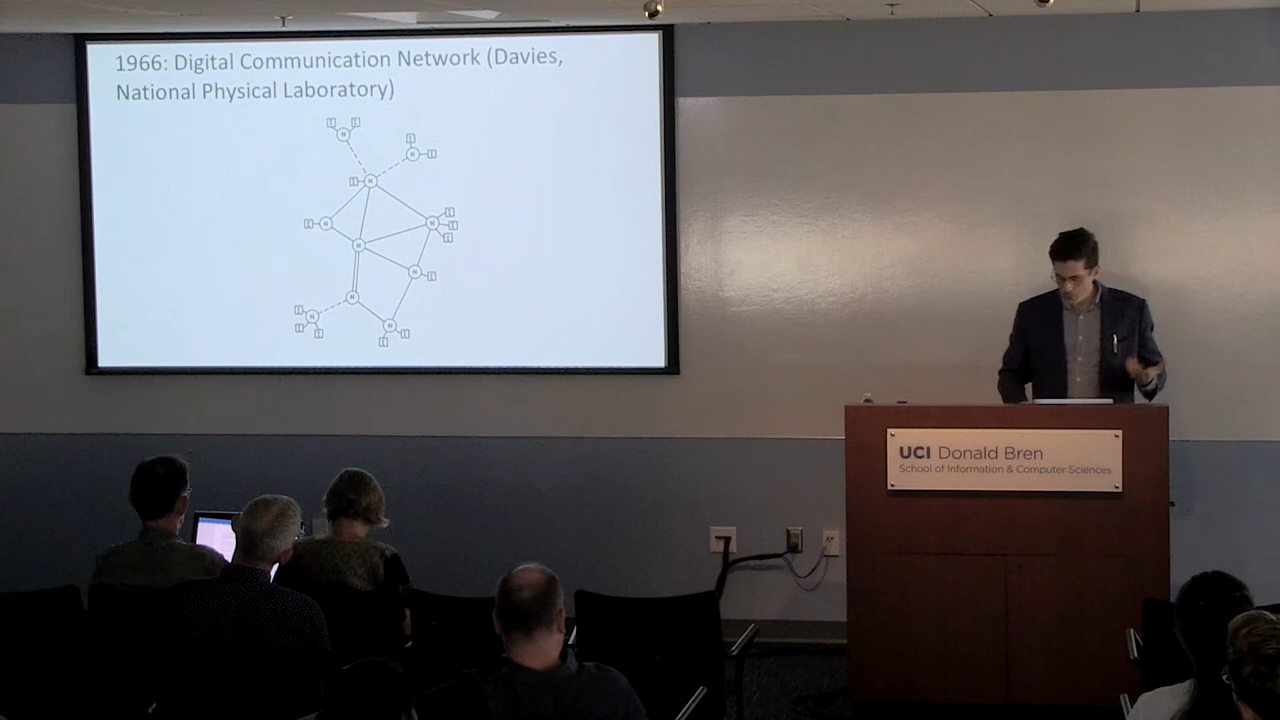 1966: Digital Communication Network (Davies,
National Physical Laboratory)
N
N
N
N
N
N
N
N
N
N
UCI Donald Bren
School of Information & Computer Sciences